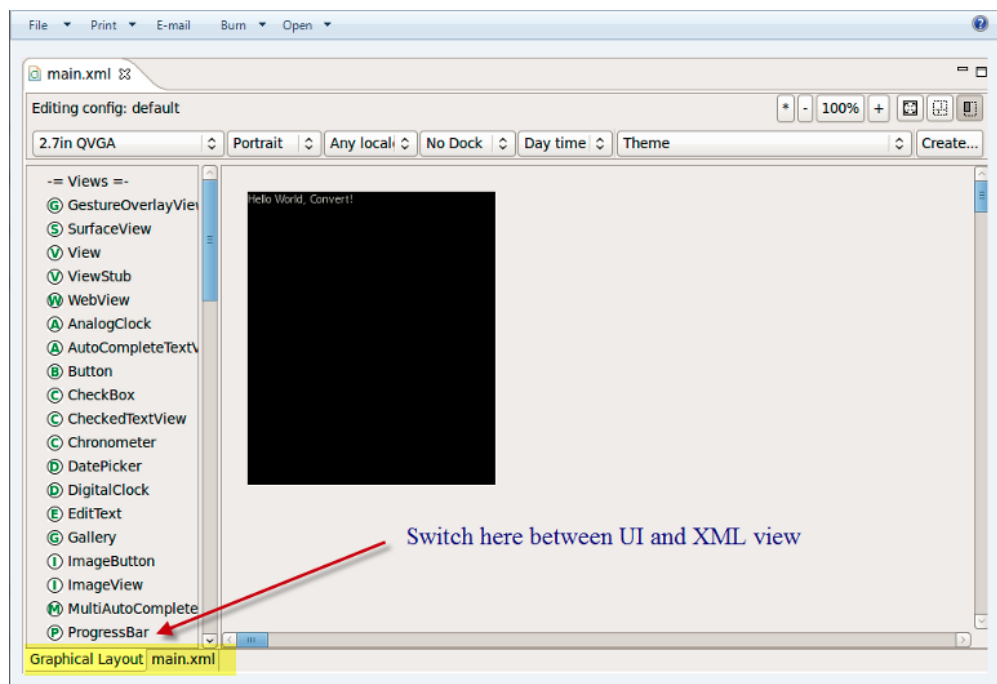 File Print E-mail Burn Open
main.xml
Editing config: default
* - 100% +
2.7in QVGA Portrait Any local No Dock Day time Theme Create...
-= Views =-
G GestureOverlayView
S SurfaceView
V View
V ViewStub
W WebView
A AnalogClock
A AutoCompleteTextV
B Button
C CheckBox
C CheckedTextView
C Chronometer
D DatePicker
D DigitalClock
E EditText
G Gallery
I ImageButton
I ImageView
M MultiAutoComplete
P ProgressBar
Hello World, Convert!
Switch here between UI and XML view
Graphical Layout main.xml